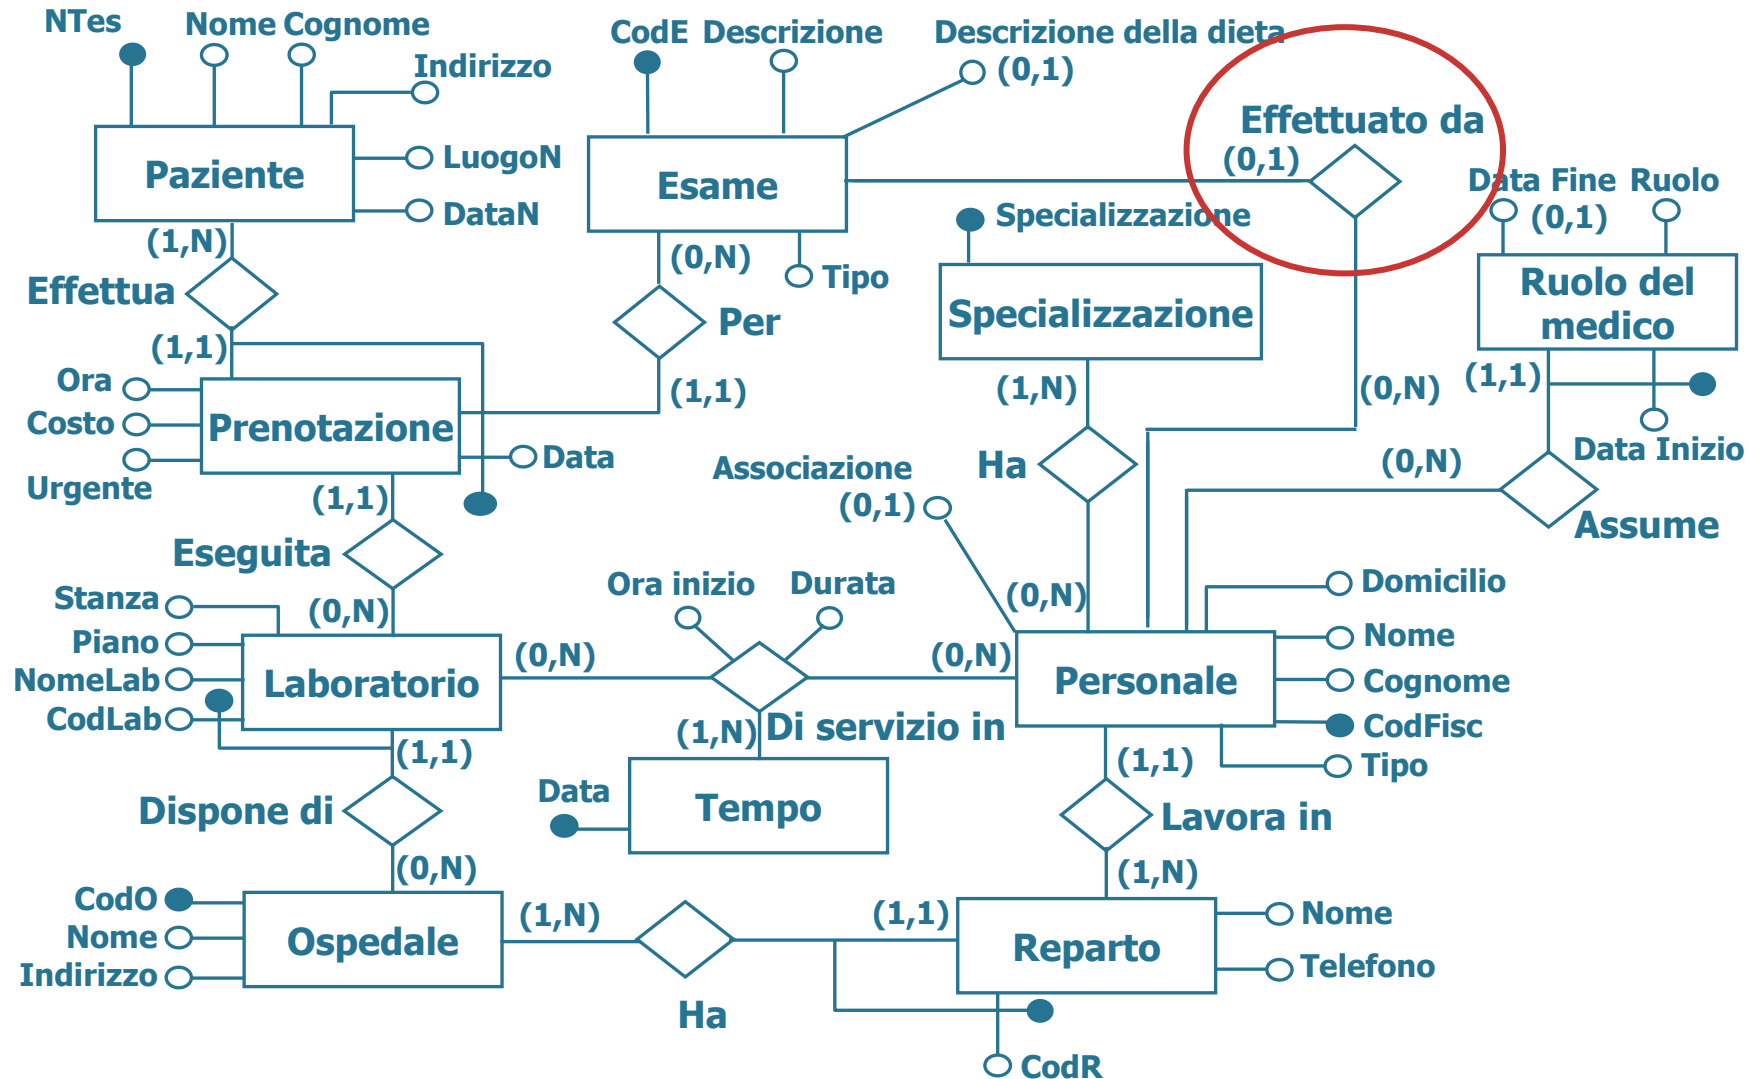 NTes
Nome Cognome
Indirizzo
Paziente
LuogoN
DataN
(1,N)
Effettua
(1,1)
CodE Descrizione
Descrizione della dieta
(0,1)
Esame
(0,N)
Tipo
Per
(1,1)
Effettuato da
(0,1)
Specializzazione
Specializzazione
(1,N)
Ha
(0,N)
(0,N)
Data Fine Ruolo
(0,1)
Ruolo del
medico
(1,1)
Data Inizio
(0,N)
Assume
Ora
Costo
Urgente
Prenotazione
Data
(1,1)
Eseguita
(0,N)
Stanza
Piano
NomeLab
CodLab
Laboratorio
(1,1)
Dispone di
(0,N)
Associazione
(0,1)
Ora inizio
Durata
(0,N)
(0,N)
(1,N)
Di servizio in
Data
Tempo
Personale
Domicilio
Nome
Cognome
CodFisc
Tipo
(1,1)
Lavora in
(1,N)
CodO
Nome
Indirizzo
Ospedale
(1,N)
Ha
(1,1)
Reparto
Nome
Telefono
CodR